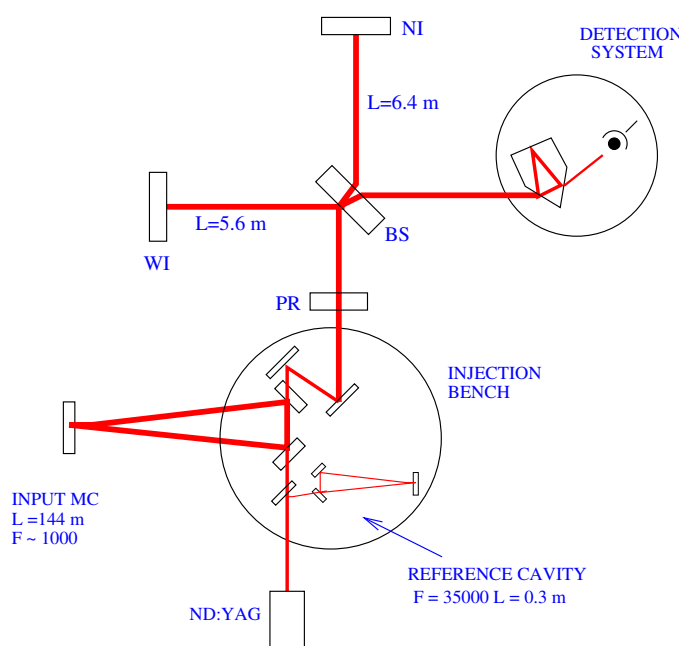 NI
DETECTION
SYSTEM
L=6.4 m
L=5.6 m
BS
WI
PR
INJECTION
BENCH
INPUT MC
L =144 m
F ~ 1000
REFERENCE CAVITY
F = 35000 L = 0.3 m
ND:YAG